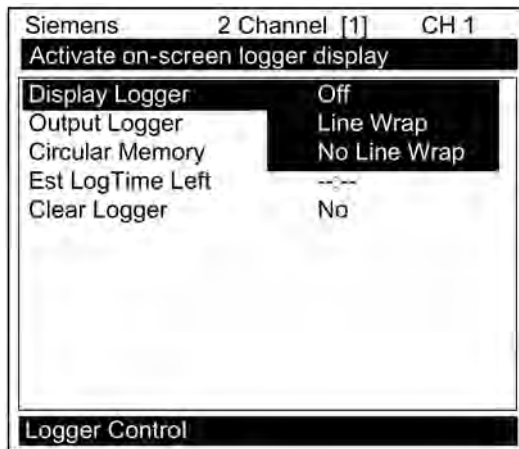 Siemens 2 Channel [1] CH 1
Activate on-screen logger display
Display Logger Off
Output Logger Line Wrap
Circular Memory No Line Wrap
Est LogTime Left --:--
Clear Logger No
Logger Control